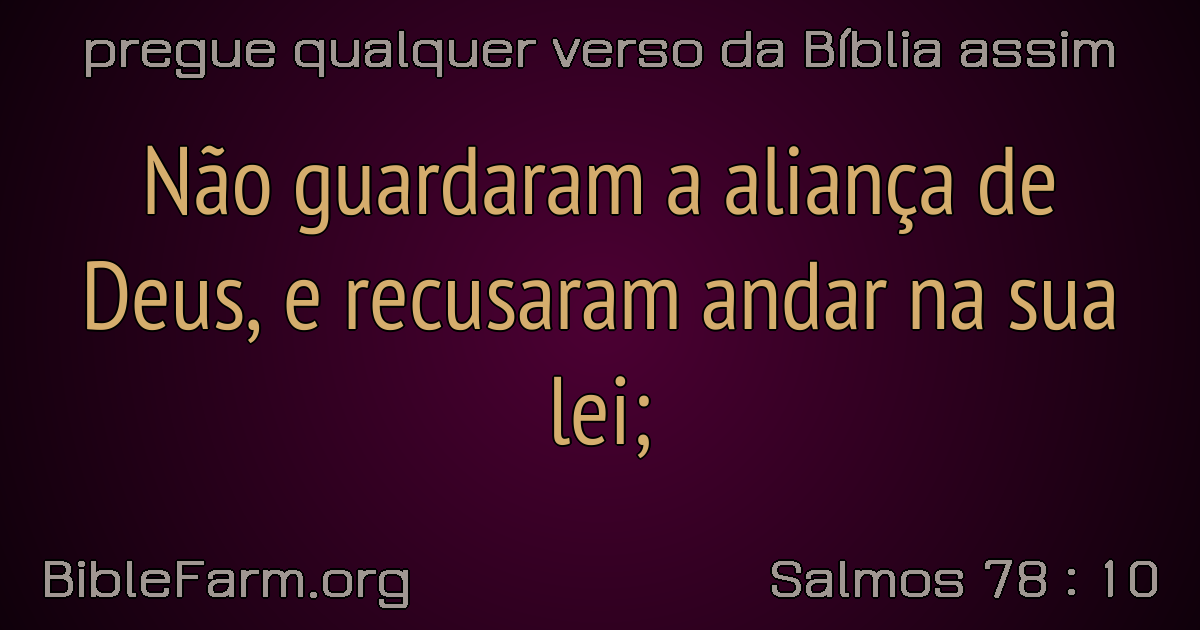 pregue qualquer verso da Bíblia assim
Não guardaram a aliança de
Deus, e recusaram andar na sua
lei;
BibleFarm.org
Salmos 78 : 10